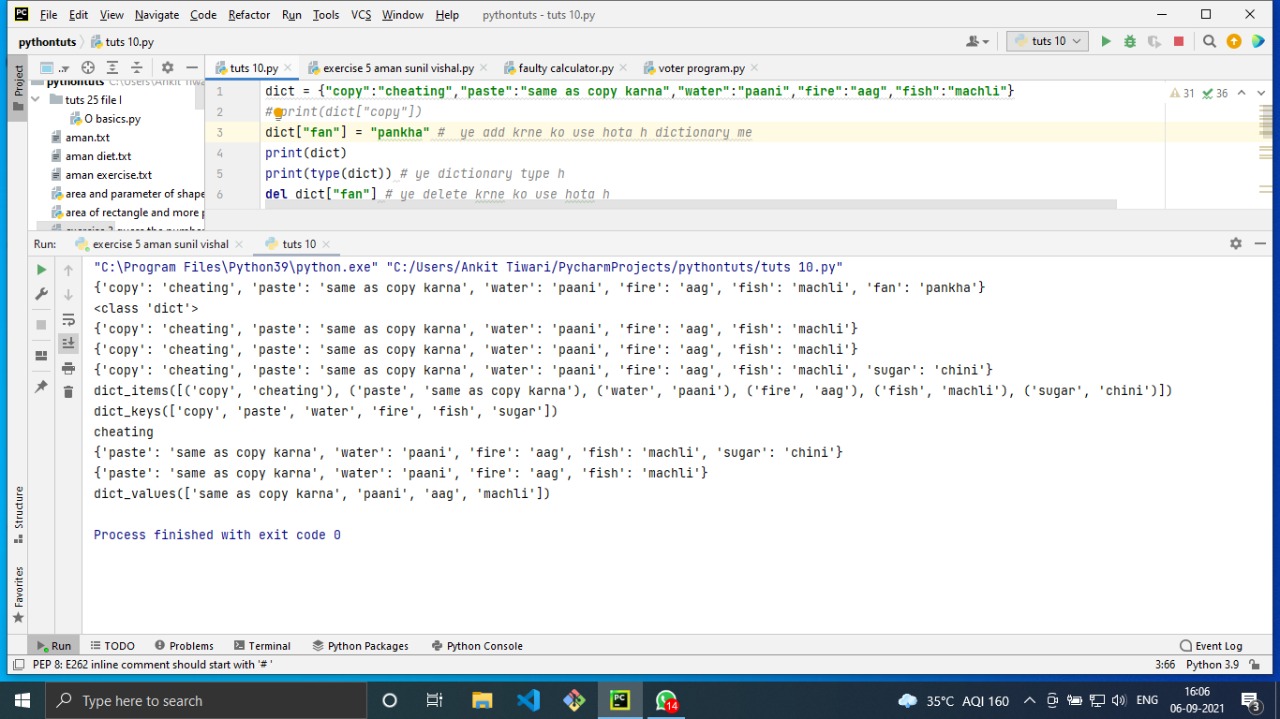 File Edit View Navigate Code Refactor Run Tools VCS Window Help pythontuts - tuts 10.py
pythontuts tuts 10.py tuts 10
Project
tuts 10.py exercise 5 aman sunil vishal.py faulty calculator.py voter program.py
pythontuts
tuts 25 file I
O basics.py
aman.txt
aman diet.txt
aman exercise.txt
area and parameter of shape
area of rectangle and more p
1 dict = {"copy":"cheating","paste":"same as copy karna","water":"paani","fire":"aag","fish":"machli"} 31 36
2 # print(dict["copy"])
3 dict["fan"] = "pankha" #  ye add krne ko use hota h dictionary me
4 print(dict)
5 print(type(dict)) # ye dictionary type h
6 del dict["fan"] # ye delete krne ko use hota h
Run: exercise 5 aman sunil vishal tuts 10
"C:\Program Files\Python39\python.exe" "C:/Users/Ankit Tiwari/PycharmProjects/pythontuts/tuts 10.py"
{'copy': 'cheating', 'paste': 'same as copy karna', 'water': 'paani', 'fire': 'aag', 'fish': 'machli', 'fan': 'pankha'}
<class 'dict'>
{'copy': 'cheating', 'paste': 'same as copy karna', 'water': 'paani', 'fire': 'aag', 'fish': 'machli'}
{'copy': 'cheating', 'paste': 'same as copy karna', 'water': 'paani', 'fire': 'aag', 'fish': 'machli'}
{'copy': 'cheating', 'paste': 'same as copy karna', 'water': 'paani', 'fire': 'aag', 'fish': 'machli', 'sugar': 'chini'}
dict_items([('copy', 'cheating'), ('paste', 'same as copy karna'), ('water', 'paani'), ('fire', 'aag'), ('fish', 'machli'), ('sugar', 'chini')])
dict_keys(['copy', 'paste', 'water', 'fire', 'fish', 'sugar'])
cheating
{'paste': 'same as copy karna', 'water': 'paani', 'fire': 'aag', 'fish': 'machli', 'sugar': 'chini'}
{'paste': 'same as copy karna', 'water': 'paani', 'fire': 'aag', 'fish': 'machli'}
dict_values(['same as copy karna', 'paani', 'aag', 'machli'])
Process finished with exit code 0
Structure
Favorites
Run TODO Problems Terminal Python Packages Python Console Event Log
PEP 8: E262 inline comment should start with '# ' 3:66 Python 3.9
Type here to search 14 35°C AQI 160 ENG 16:06
06-09-2021 3